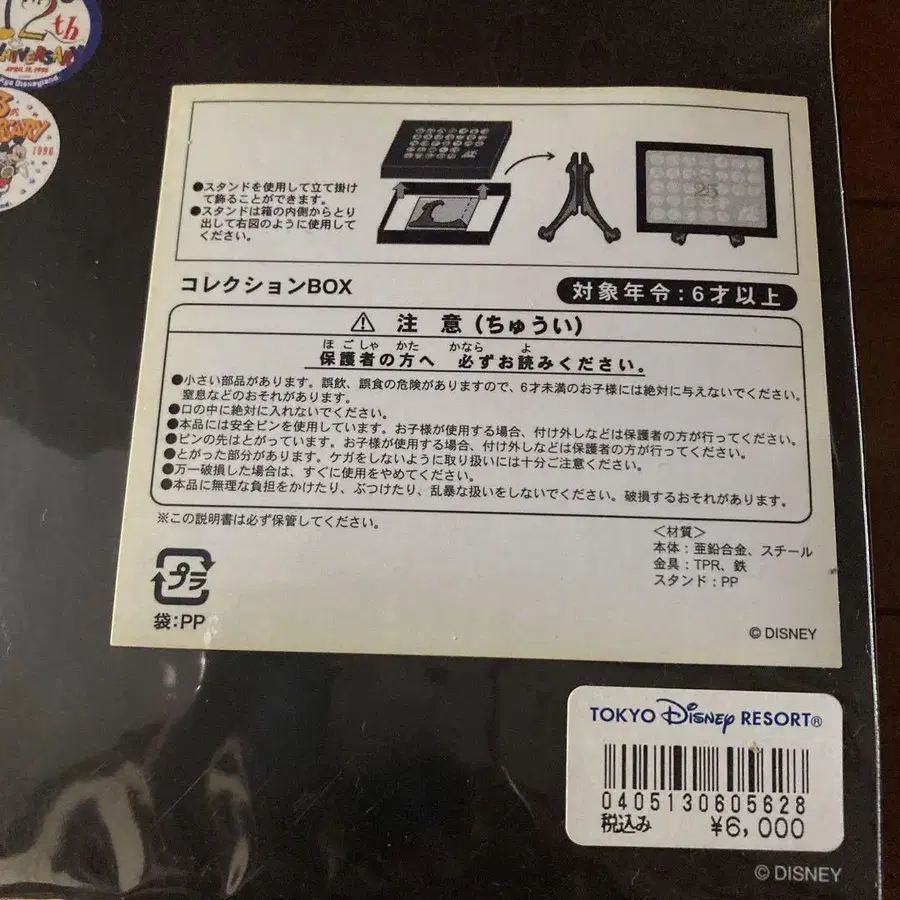 12th
ANNIVERSARY
APRIL 15, 1995
Tokyo Disneyland
1996
●スタンドを使用して立て掛け
て飾ることができます。
●スタンドは箱の内側からとり
出して右図のように使用して
ください。
25
コレクションBOX
対象年令:6才以上
⚠ 注意(ちゅうい)
ほごしゃ かた かなら よ
保護者の方へ 必ずお読みください。
●小さい部品があります。誤飲、誤食の危険がありますので、6才未満のお子様には絶対に与えないでください。
窒息などのおそれがあります。
●口の中に絶対に入れないでください。
●本品には安全ピンを使用しています。お子様が使用する場合、付け外しなどは保護者の方が行ってください。
●ピンの先はとがっています。お子様が使用する場合、付け外しなどは保護者の方が行ってください。
●とがった部分があります。ケガをしないように取り扱いには十分ご注意ください。
●万一破損した場合は、すぐに使用をやめてください。
●本品に無理な負担をかけたり、ぶつけたり、乱暴な扱いをしないでください。破損するおそれがあります。
※この説明書は必ず保管してください。
<材質>
本体:亜鉛合金、スチール
金具:TPR、鉄
スタンド:PP
プラ
袋:PP
© DISNEY
TOKYO Disney RESORT®
0405130605628
税込み ¥6,000
© DISNEY